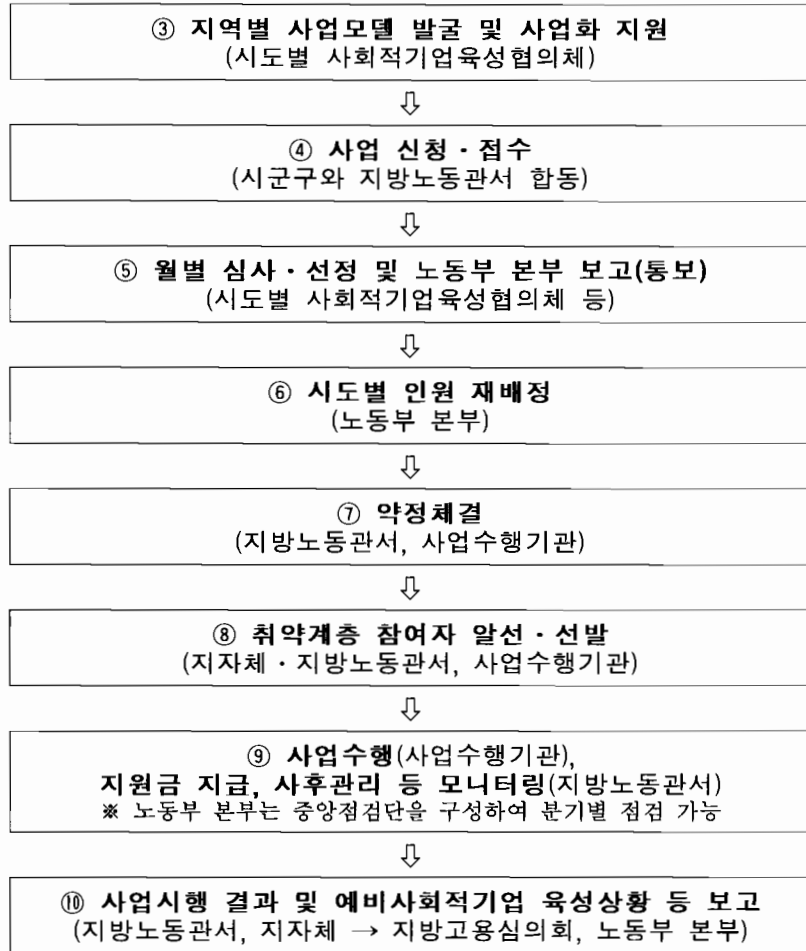 ③ 지역별 사업모델 발굴 및 사업화 지원
(시도별 사회적기업육성협의체)
⇩
④ 사업 신청・접수
(시군구와 지방노동관서 합동)
⇩
⑤ 월별 심사・선정 및 노동부 본부 보고(통보)
(시도별 사회적기업육성협의체 등)
⇩
⑥ 시도별 인원 재배정
(노동부 본부)
⇩
⑦ 약정체결
(지방노동관서, 사업수행기관)
⇩
⑧ 취약계층 참여자 알선・선발
(지자체・지방노동관서, 사업수행기관)
⇩
⑨ 사업수행(사업수행기관),
지원금 지급, 사후관리 등 모니터링(지방노동관서)
※ 노동부 본부는 중앙점검단을 구성하여 분기별 점검 가능
⇩
⑩ 사업시행 결과 및 예비사회적기업 육성상황 등 보고
(지방노동관서, 지자체 → 지방고용심의회, 노동부 본부)